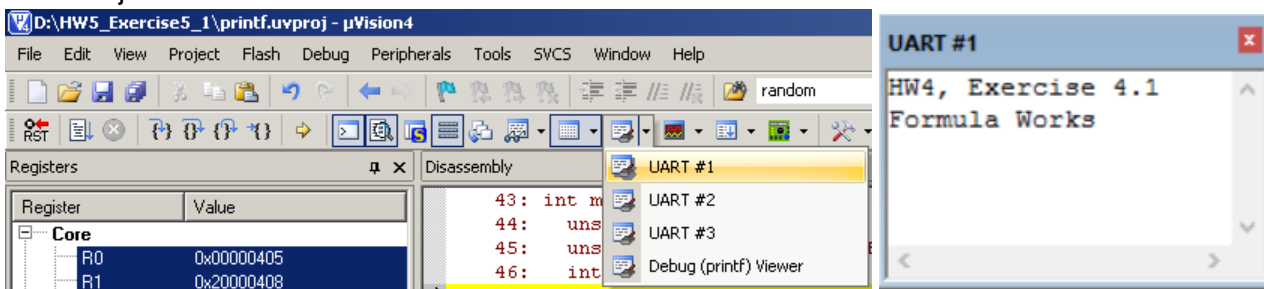 D:\HW5_Exercise5_1\printf.uvproj - µVision4
File Edit View Project Flash Debug Peripherals Tools SVCS Window Help
random
RST
Registers
Disassembly
Register Value
Core
R0 0x00000405
R1 0x20000408
43: int m
44: uns
45: uns
46: int
UART #1
UART #2
UART #3
Debug (printf) Viewer
UART #1
HW4, Exercise 4.1
Formula Works